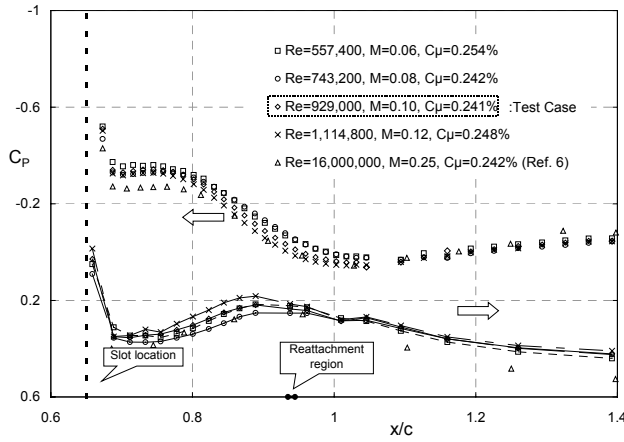 -1
-0.6
-0.2
0.2
0.6
C_P
□ Re=557,400, M=0.06, Cμ=0.254%
○ Re=743,200, M=0.08, Cμ=0.242%
◇ Re=929,000, M=0.10, Cμ=0.241% :Test Case
× Re=1,114,800, M=0.12, Cμ=0.248%
△ Re=16,000,000, M=0.25, Cμ=0.242% (Ref. 6)
Slot location
Reattachment
region
0.6 0.8 1 1.2 1.4
x/c